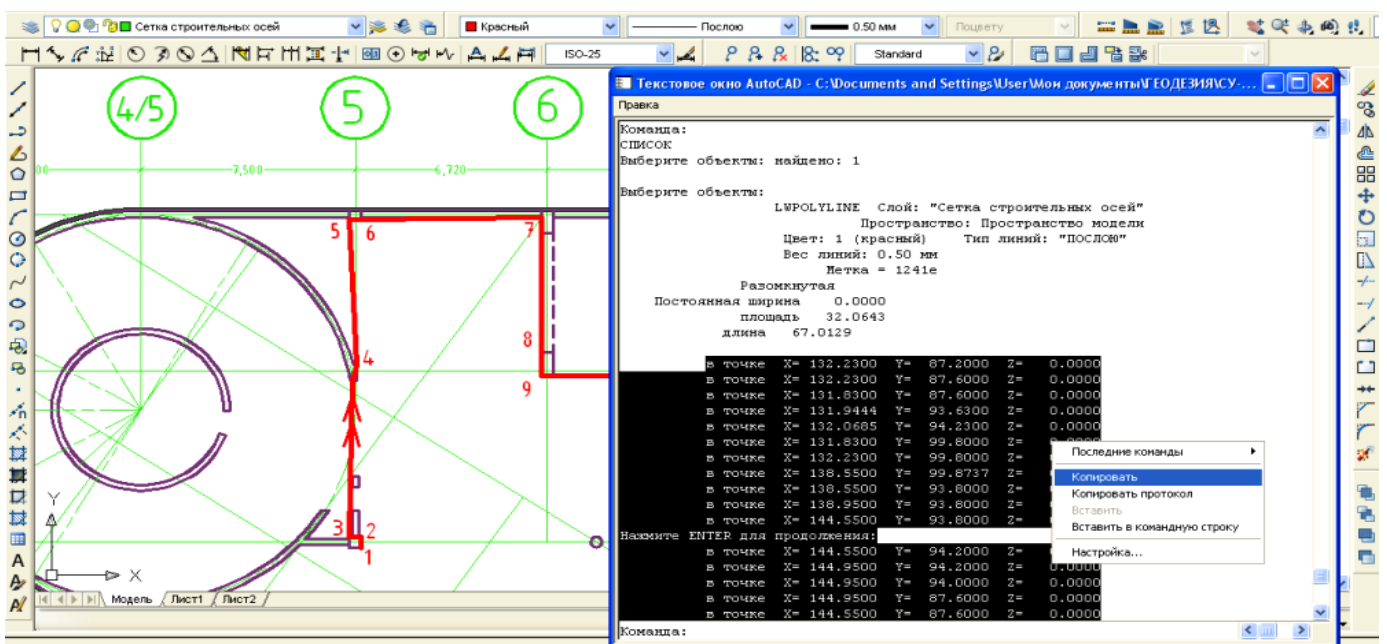 Сетка строительных осей Красный Послою 0.50 мм Поцвету
ISO-25 Standard
4/5 5 6
00 7,500 6,720
5 6 7
4 8
9
3 2
1
Y
X
Модель Лист1 Лист2
Текстовое окно AutoCAD - C:\Documents and Settings\User\Мои документы\ГЕОДЕЗИЯ\СУ-...
Правка
Команда:
СПИСОК
Выберите объекты: найдено: 1
Выберите объекты:
LWPOLYLINE Слой: "Сетка строительных осей"
Пространство: Пространство модели
Цвет: 1 (красный) Тип линий: "ПОСЛОЮ"
Вес линий: 0.50 мм
Метка = 1241e
Разомкнутая
Постоянная ширина 0.0000
площадь 32.0643
длина 67.0129
в точке X= 132.2300 Y= 87.2000 Z= 0.0000
в точке X= 132.2300 Y= 87.6000 Z= 0.0000
в точке X= 131.8300 Y= 87.6000 Z= 0.0000
в точке X= 131.9444 Y= 93.6300 Z= 0.0000
в точке X= 132.0685 Y= 94.2300 Z= 0.0000
в точке X= 131.8300 Y= 99.8000 Z= 0.0000
в точке X= 132.2300 Y= 99.8000 Z=
в точке X= 138.5500 Y= 99.8737 Z=
в точке X= 138.5500 Y= 93.8000 Z=
в точке X= 138.9500 Y= 93.8000 Z=
в точке X= 144.5500 Y= 93.8000 Z=
Нажмите ENTER для продолжения:
в точке X= 144.5500 Y= 94.2000 Z=
в точке X= 144.9500 Y= 94.2000 Z= 0.0000
в точке X= 144.9500 Y= 94.0000 Z= 0.0000
в точке X= 144.9500 Y= 87.6000 Z= 0.0000
в точке X= 144.5500 Y= 87.6000 Z= 0.0000
Команда:
Последние команды
Копировать
Копировать протокол
Вставить
Вставить в командную строку
Настройка...